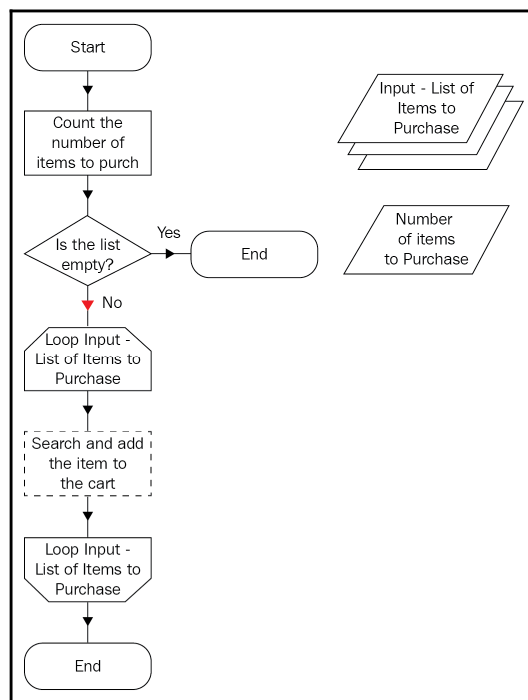 Start
Count the
number of
items to purch
Is the list
empty?
Yes
End
No
Loop Input -
List of Items to
Purchase
Search and add
the item to
the cart
Loop Input -
List of Items to
Purchase
End
Input - List of
Items to
Purchase
Number
of items
to Purchase